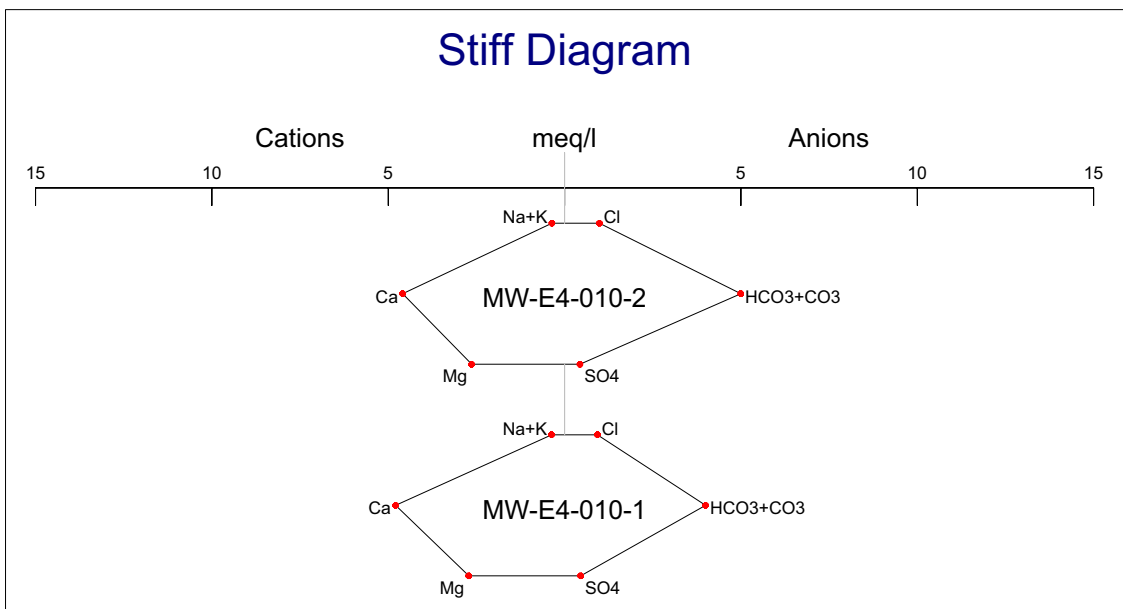 Stiff Diagram
Cations meq/l Anions
15 10 5 5 10 15
Na+K Cl
Ca MW-E4-010-2 HCO3+CO3
Mg SO4
Na+K Cl
Ca MW-E4-010-1 HCO3+CO3
Mg SO4